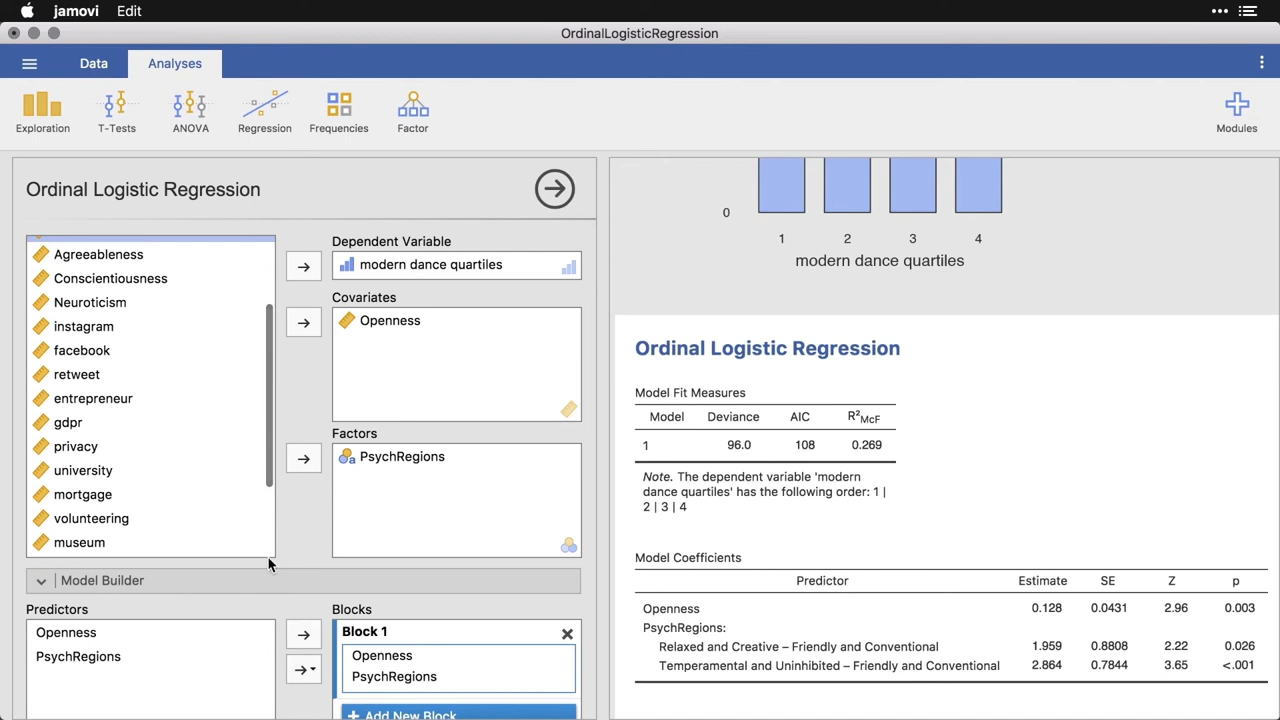 jamovi Edit
OrdinalLogisticRegression
Data Analyses
Exploration T-Tests ANOVA Regression Frequencies Factor Modules
Ordinal Logistic Regression
Agreeableness
Conscientiousness
Neuroticism
instagram
facebook
retweet
entrepreneur
gdpr
privacy
university
mortgage
volunteering
museum
Dependent Variable
modern dance quartiles
Covariates
Openness
Factors
PsychRegions
Model Builder
Predictors
Openness
PsychRegions
Blocks
Block 1
Openness
PsychRegions
+ Add New Block
0
1 2 3 4
modern dance quartiles
Ordinal Logistic Regression
Model Fit Measures
Model Deviance AIC R²McF
1 96.0 108 0.269
Note. The dependent variable 'modern
dance quartiles' has the following order: 1 |
2 | 3 | 4
Model Coefficients
Predictor Estimate SE Z p
Openness 0.128 0.0431 2.96 0.003
PsychRegions:
Relaxed and Creative – Friendly and Conventional 1.959 0.8808 2.22 0.026
Temperamental and Uninhibited – Friendly and Conventional 2.864 0.7844 3.65 <.001